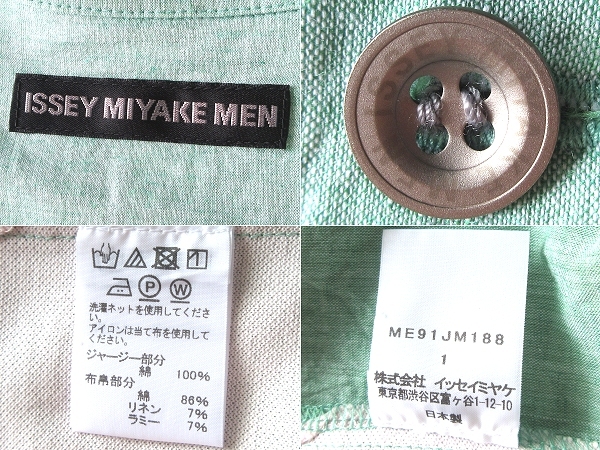 ISSEY MIYAKE MEN
ISSEY
洗濯ネットを使用してくださ
い。
アイロンは当て布を使用して
ください。
ジャージー部分
綿 100%
布帛部分
綿 86%
リネン 7%
ラミー 7%
ME91JM188
1
株式会社 イッセイミヤケ
東京都渋谷区富ヶ谷1-12-10
日本製